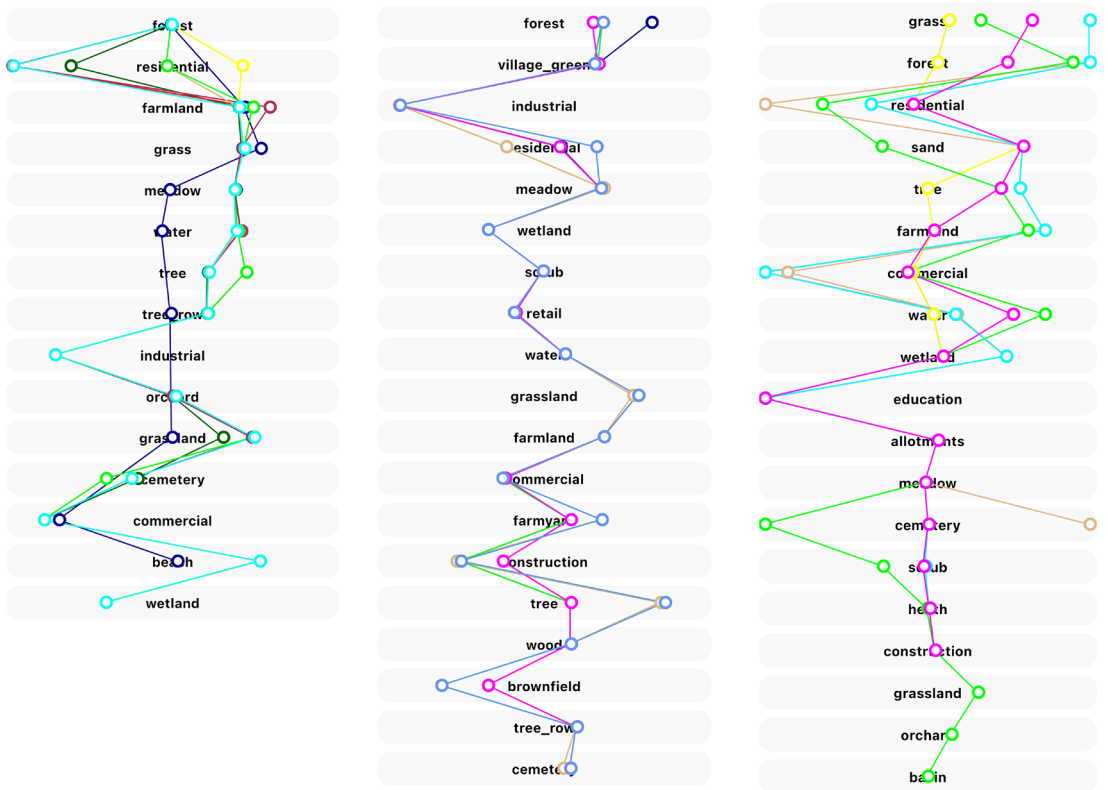 forest
residential
farmland
grass
meadow
water
tree
tree_row
industrial
orchard
grassland
cemetery
commercial
beach
wetland
forest
village_green
industrial
residential
meadow
wetland
scrub
retail
water
grassland
farmland
commercial
farmyard
construction
tree
wood
brownfield
tree_row
cemetery
grass
forest
residential
sand
tree
farmland
commercial
water
wetland
education
allotments
meadow
cemetery
scrub
heath
construction
grassland
orchard
basin